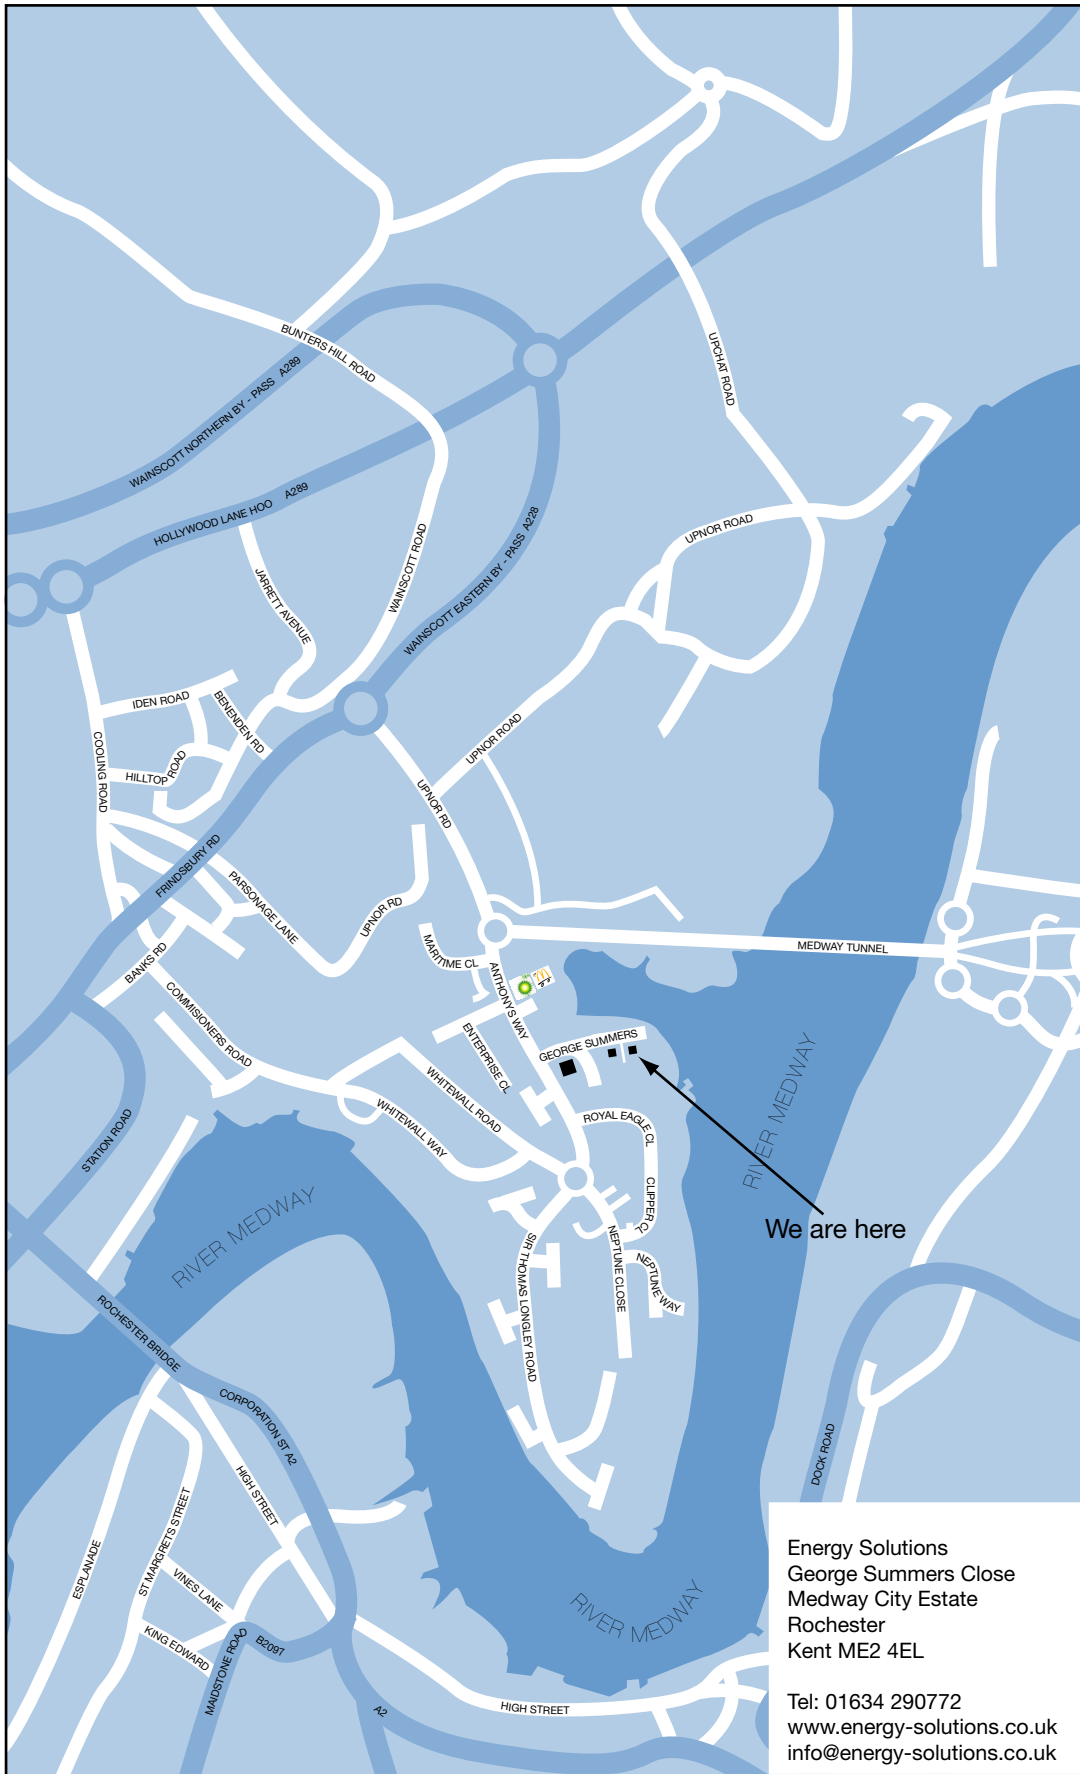 BUNTERS HILL ROAD
UPCHAT ROAD
WAINSCOTT NORTHERN BY - PASS A289
HOLLYWOOD LANE HOO A289
WAINSCOTT ROAD
WAINSCOTT EASTERN BY - PASS A228
UPNOR ROAD
JARRETT AVENUE
IDEN ROAD
BENENDEN RD
COOLING ROAD
HILLTOP ROAD
UPNOR ROAD
UPNOR RD
FRINDSBURY RD
PARSONAGE LANE
UPNOR RD
MARITIME CL
MEDWAY TUNNEL
BANKS RD
ANTHONYS WAY
COMMISIONERS ROAD
ENTERPRISE CL
GEORGE SUMMERS
WHITEWALL ROAD
WHITEWALL WAY
ROYAL EAGLE CL
RIVER MEDWAY
STATION ROAD
CLIPPER CL
We are here
RIVER MEDWAY
SIR THOMAS LONGLEY ROAD
NEPTUNE CLOSE
NEPTUNE WAY
ROCHESTER BRIDGE
CORPORATION ST A2
DOCK ROAD
HIGH STREET
ST MARGRETS STREET
ESPLANADE
VINES LANE
KING EDWARD
MAIDSTONE ROAD
B2097
RIVER MEDWAY
A2
HIGH STREET
Energy Solutions
George Summers Close
Medway City Estate
Rochester
Kent ME2 4EL
Tel: 01634 290772
www.energy-solutions.co.uk
info@energy-solutions.co.uk